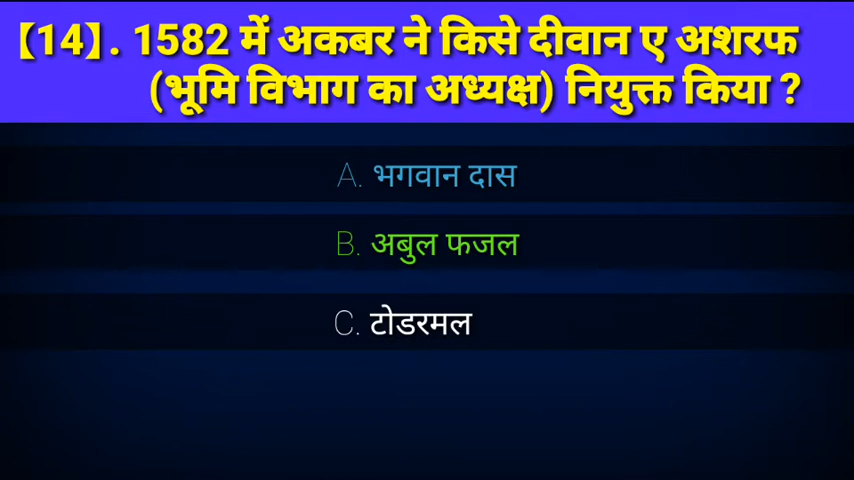 【14】. 1582 में अकबर ने किसे दीवान ए अशरफ
(भूमि विभाग का अध्यक्ष) नियुक्त किया ?
A. भगवान दास
B. अबुल फजल
C. टोडरमल